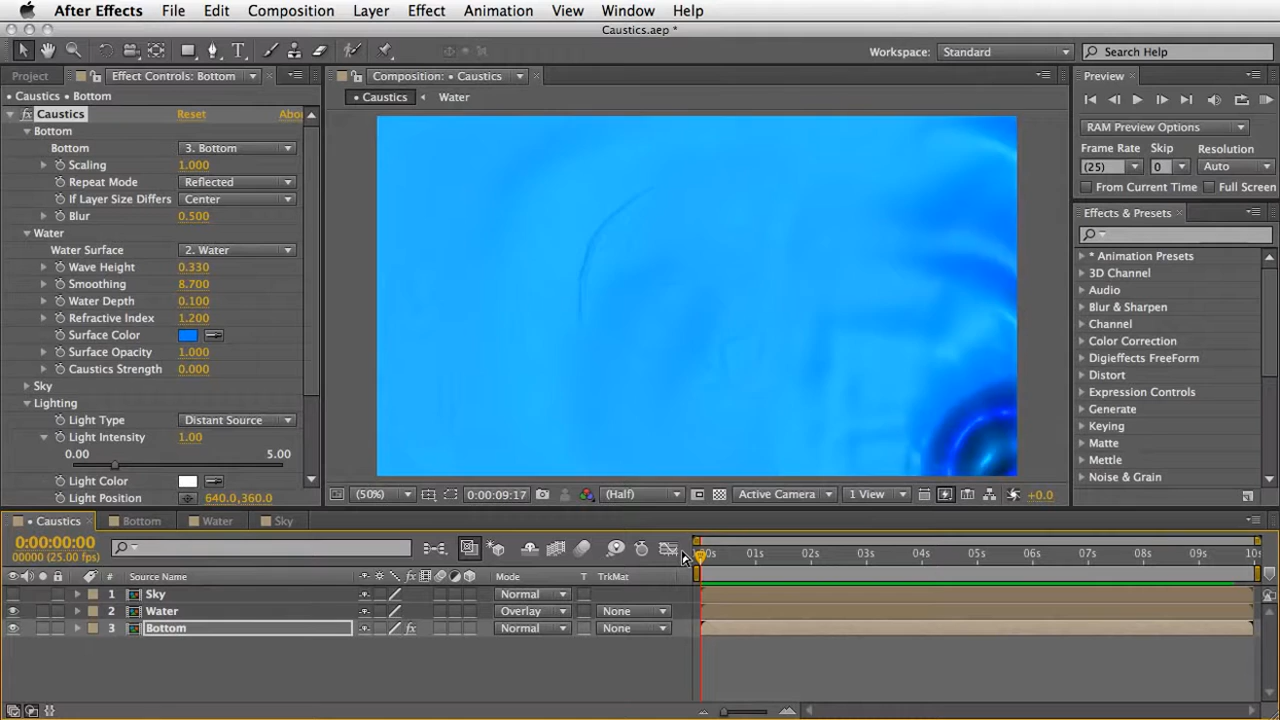 After Effects File Edit Composition Layer Effect Animation View Window Help
Caustics.aep *
Workspace: Standard Search Help
Project Effect Controls: Bottom Composition: • Caustics Preview
• Caustics • Bottom
• Caustics Water
fx Caustics Reset Abou
Bottom
Bottom 3. Bottom
Scaling 1.000
Repeat Mode Reflected
If Layer Size Differs Center
Blur 0.500
Water
Water Surface 2. Water
Wave Height 0.330
Smoothing 8.700
Water Depth 0.100
Refractive Index 1.200
Surface Color
Surface Opacity 1.000
Caustics Strength 0.000
Sky
Lighting
Light Type Distant Source
Light Intensity 1.00
0.00 5.00
Light Color
Light Position 640.0,360.0
(50%) 0:00:09:17 (Half) Active Camera 1 View +0.0
RAM Preview Options
Frame Rate Skip Resolution
(25) 0 Auto
From Current Time Full Screen
Effects & Presets
* Animation Presets
3D Channel
Audio
Blur & Sharpen
Channel
Color Correction
Digieffects FreeForm
Distort
Expression Controls
Generate
Keying
Matte
Mettle
Noise & Grain
• Caustics Bottom Water Sky
0:00:00:00
00000 (25.00 fps)
:00s 01s 02s 03s 04s 05s 06s 07s 08s 09s 10s
# Source Name fx Mode T TrkMat
1 Sky Normal
2 Water Overlay None
3 Bottom fx Normal None